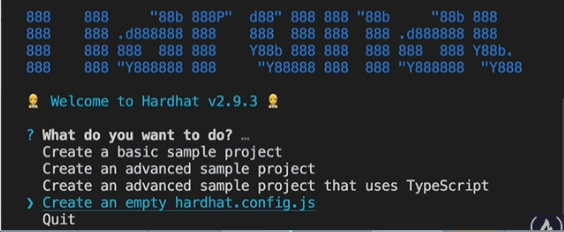 888     888     "88b 888P"  d88" 888 888 "88b     "88b 888
888     888 .d888888 888    888  888 888 .d888888 888
888     888 888  888 888    Y88b 888 888 888  888 Y88b.
888     888 "Y888888 888     "Y88888 888 "Y888888  "Y888
Welcome to Hardhat v2.9.3
? What do you want to do? …
Create a basic sample project
Create an advanced sample project
Create an advanced sample project that uses TypeScript
❯ Create an empty hardhat.config.js
Quit